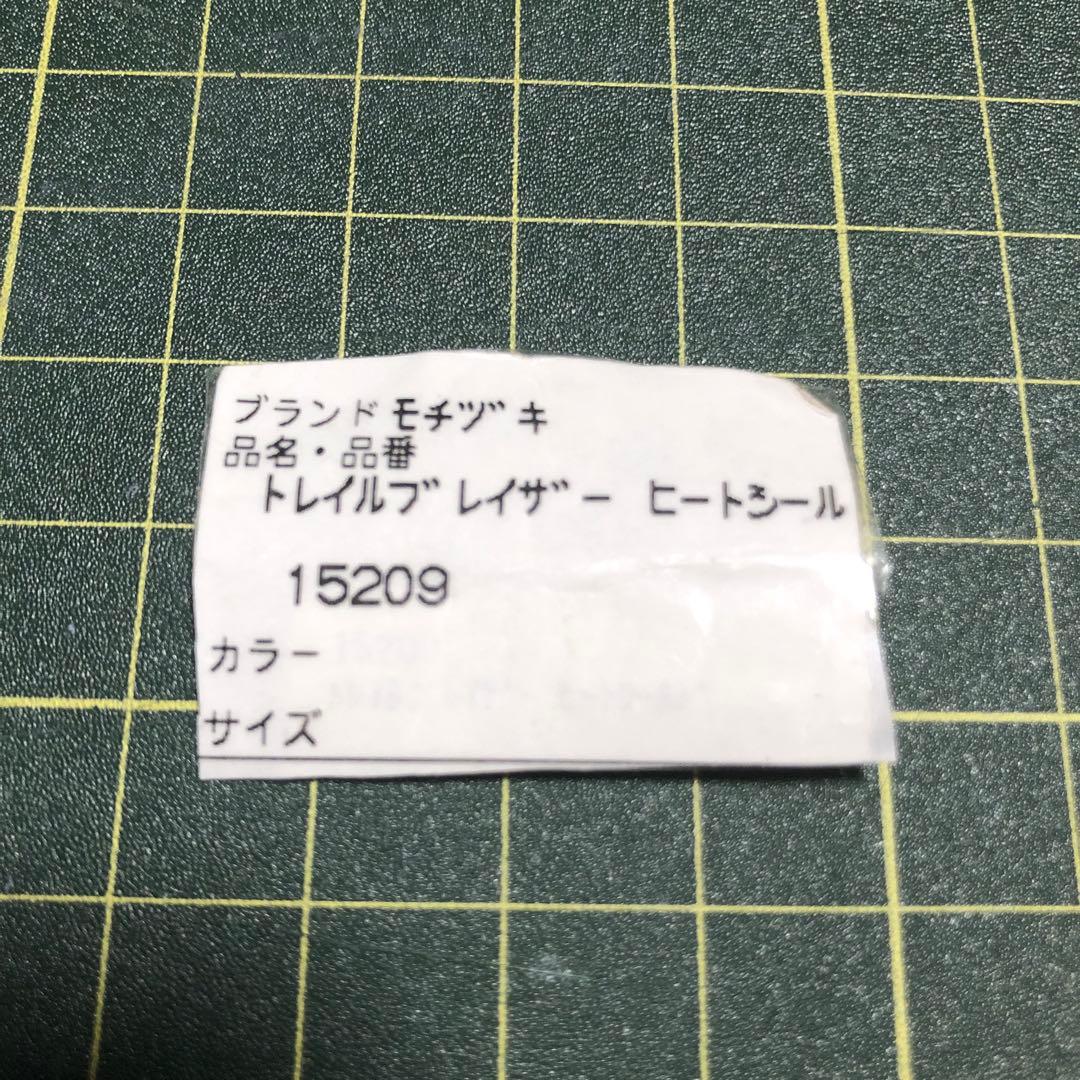 ブランド モチヅキ
品名・品番
トレイルブレイザー ヒートシール
15209
カラー
サイズ